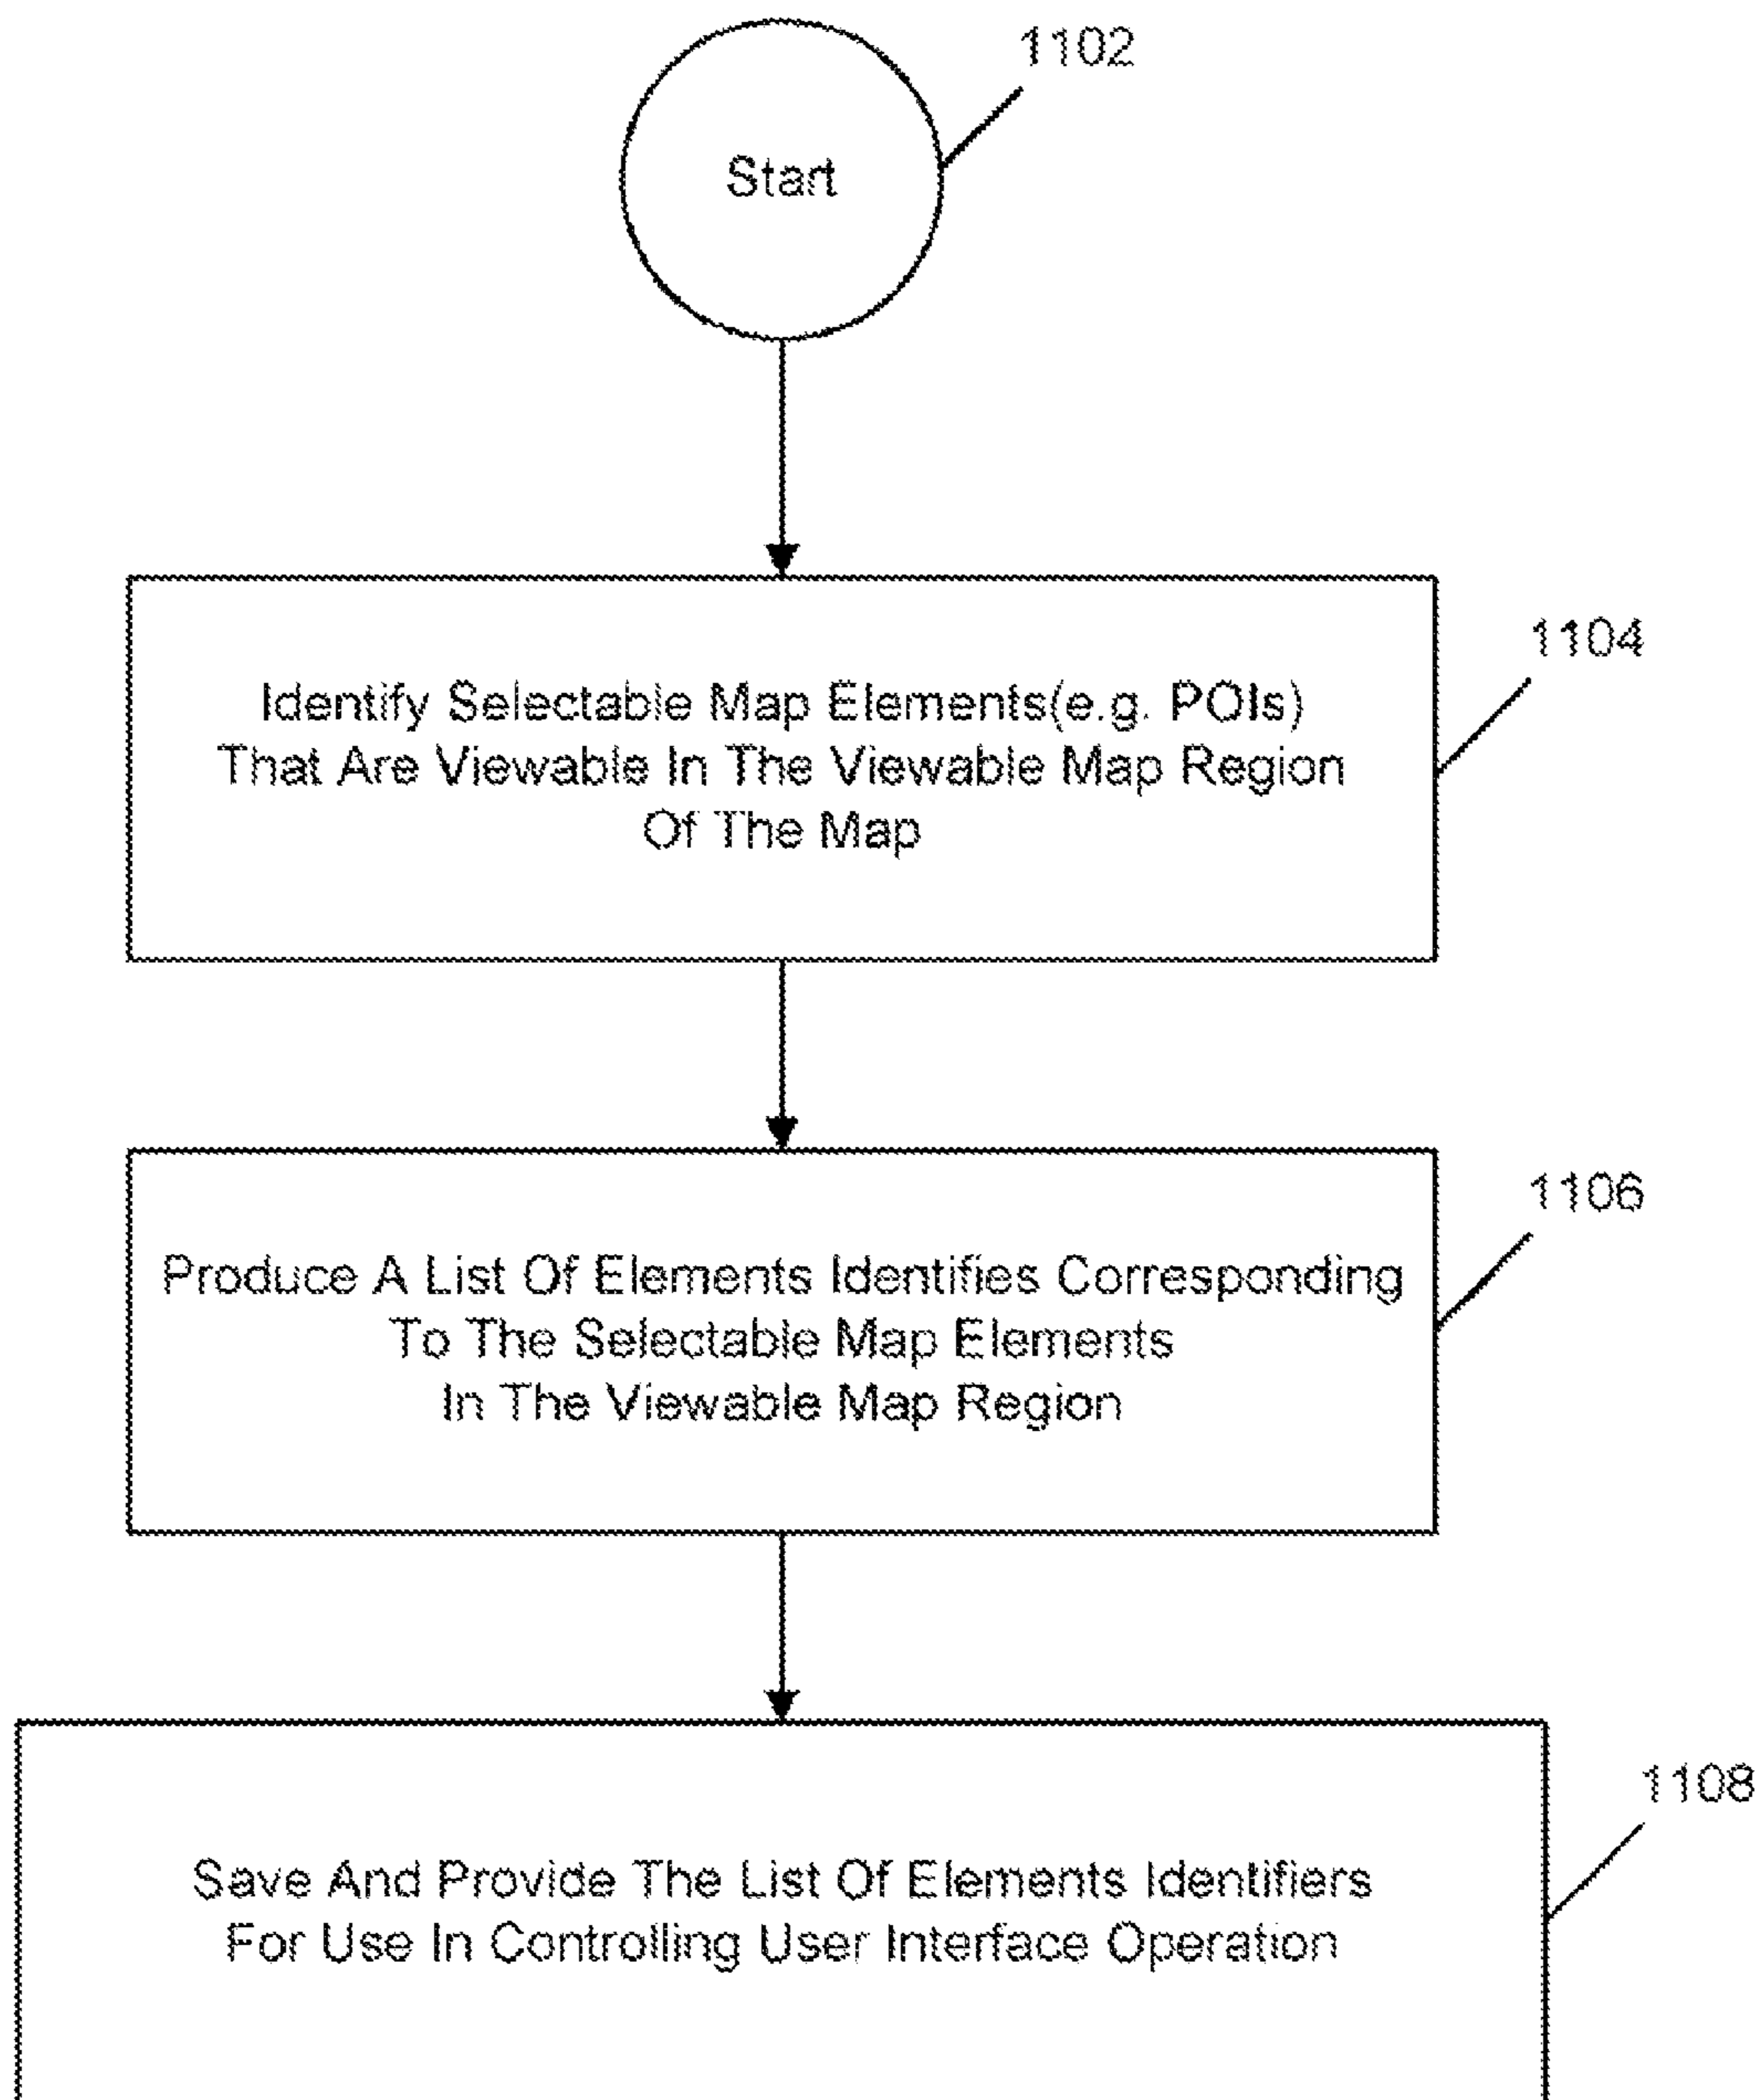 1102
Start
1104
Identify Selectable Map Elements(e.g. POIs)
That Are Viewable In The Viewable Map Region
Of The Map
1106
Produce A List Of Elements Identifies Corresponding
To The Selectable Map Elements
In The Viewable Map Region
1108
Save And Provide The List Of Elements Identifiers
For Use In Controlling User Interface Operation